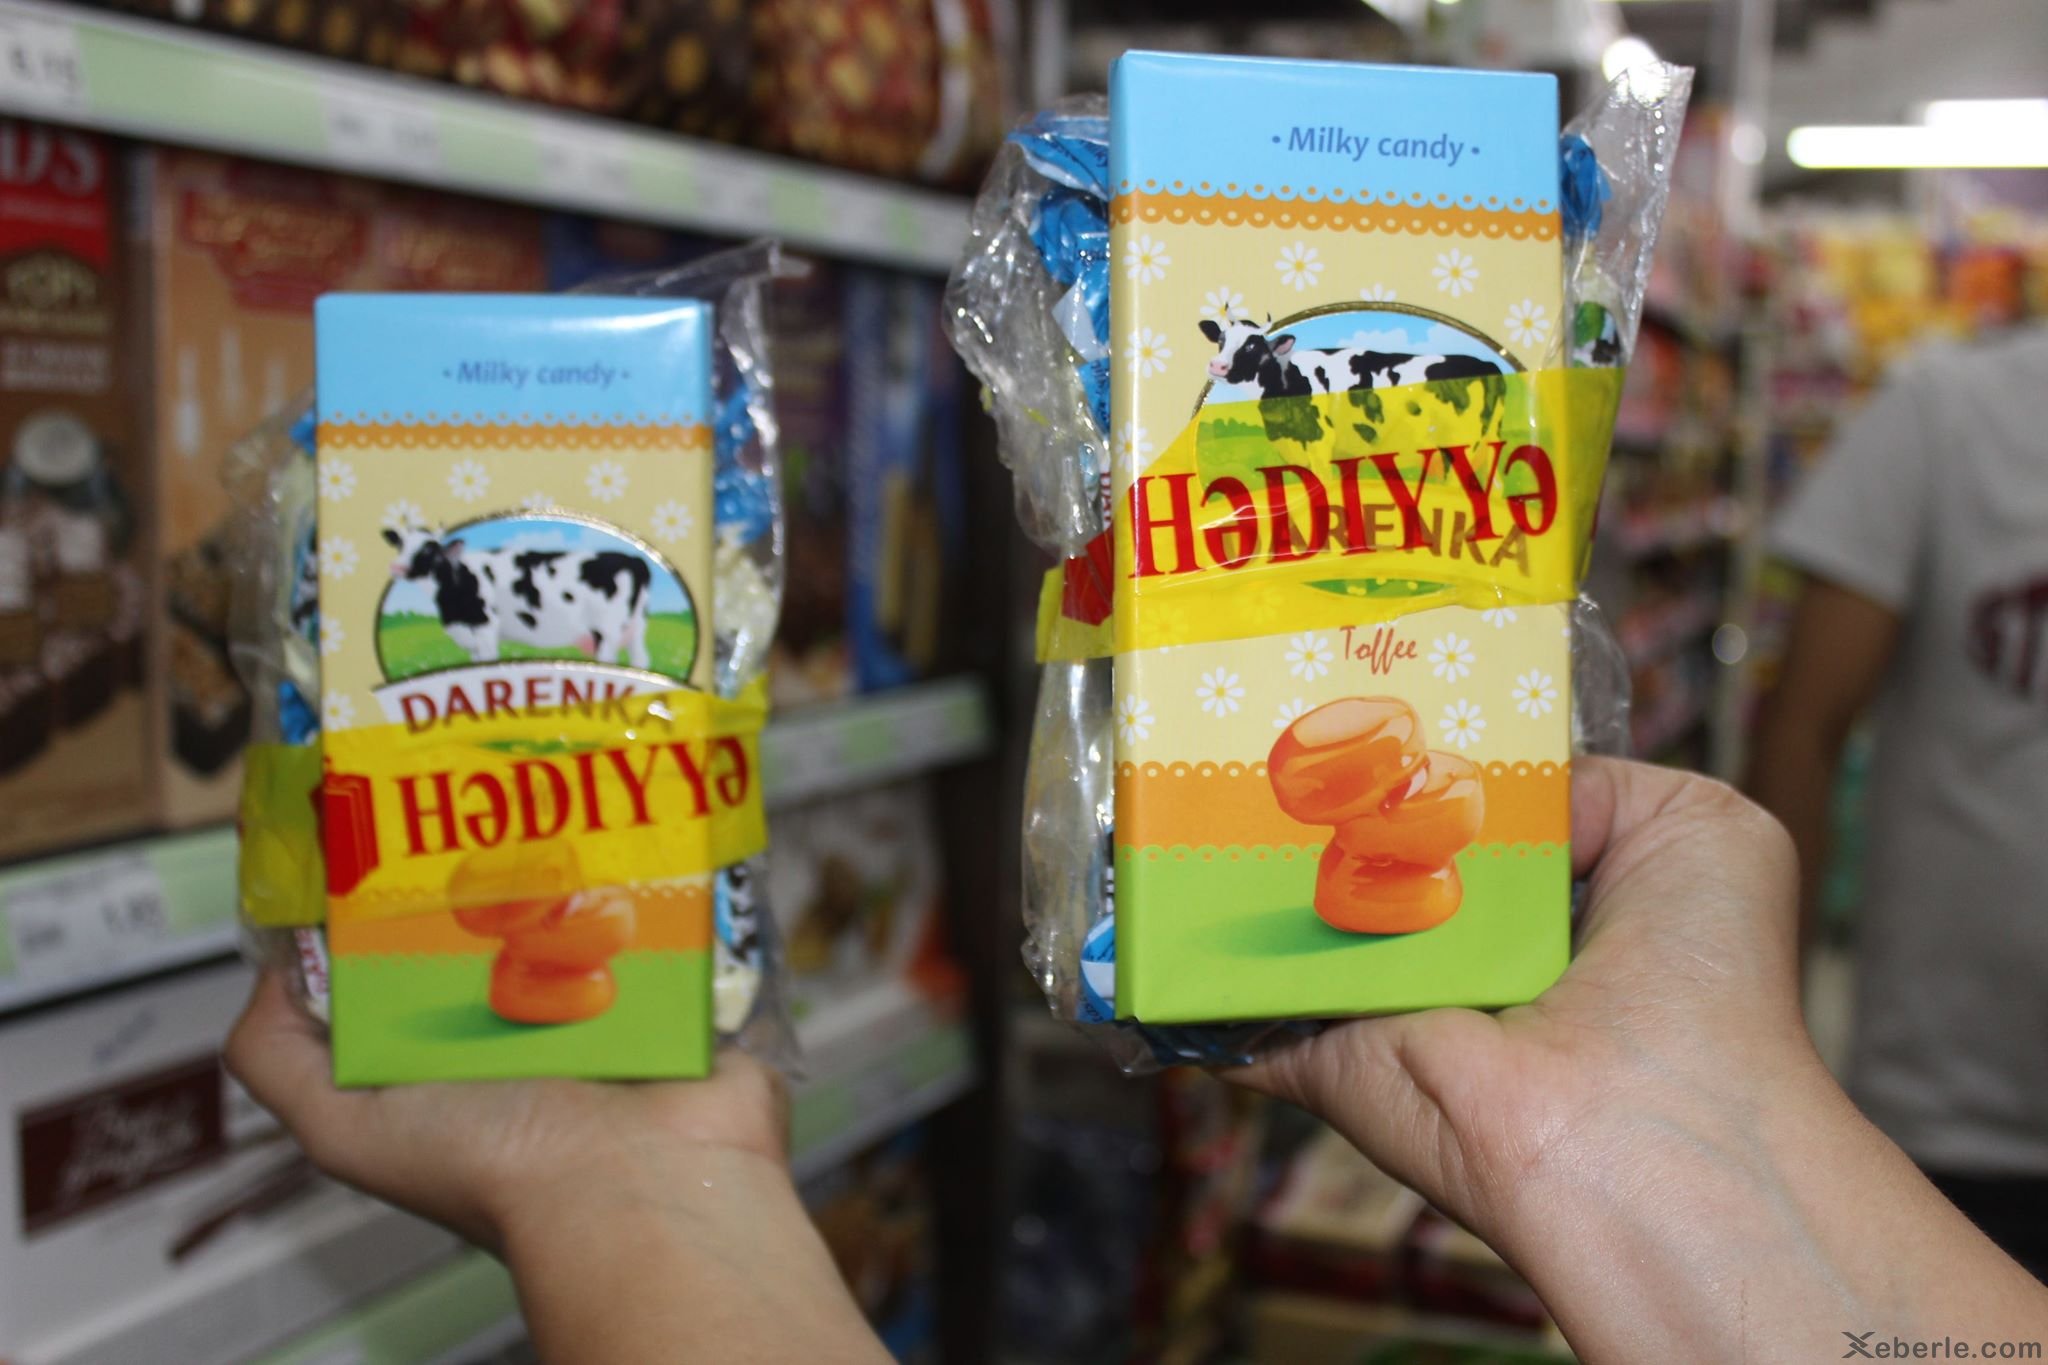 • Milky candy •
DARENKA
HəDIYYə
• Milky candy •
HəDIYYə
DARENKA
Toffee
Xeberle.com